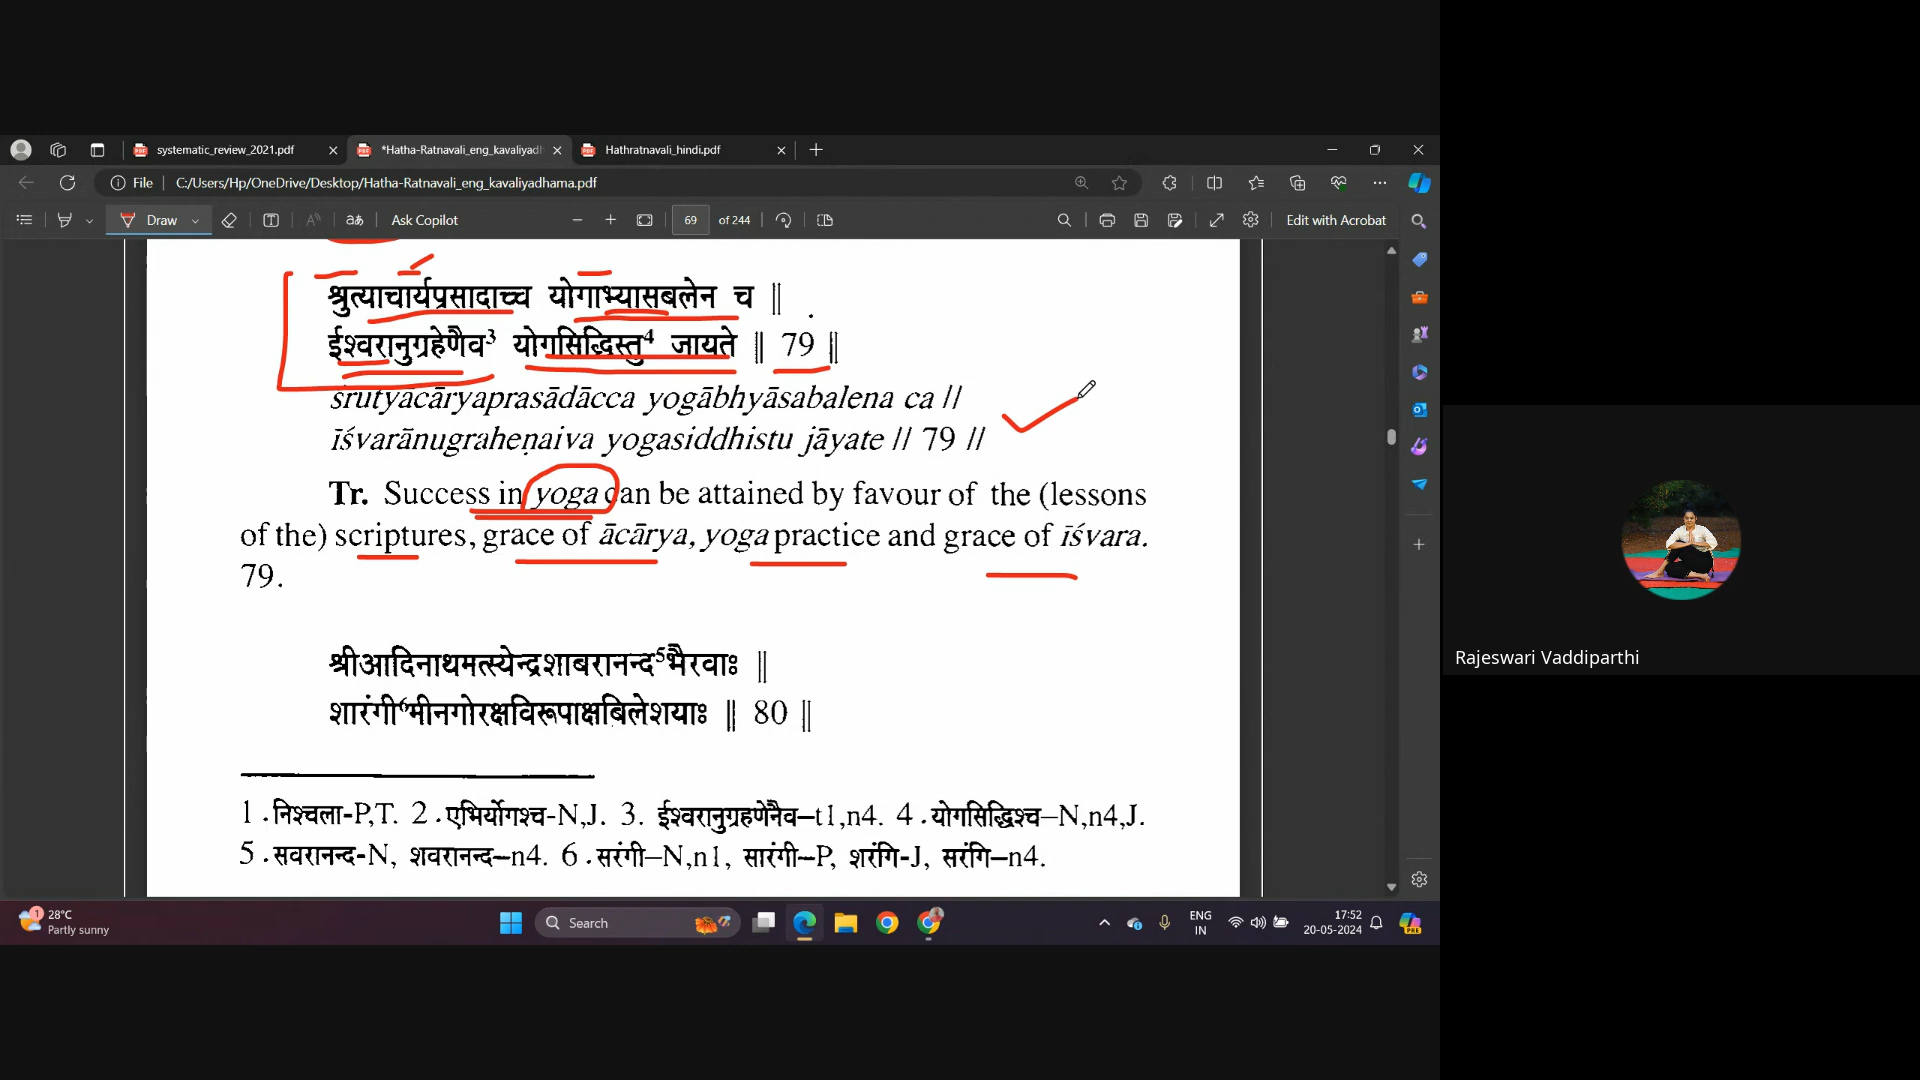 systematic_review_2021.pdf
*Hatha-Ratnavali_eng_kavaliyad
Hathratnavali_hindi.pdf
File
C:/Users/Hp/OneDrive/Desktop/Hatha-Ratnavali_eng_kavaliyadhama.pdf
Draw
aあ
Ask Copilot
69
of 244
Edit with Acrobat
श्रुत्याचार्यप्रसादाच्च योगाभ्यासबलेन च ||
ईश्वरानुग्रहेणैव3 योगसिद्धिस्तु4 जायते || 79 ||
śrutyācāryaprasādācca yogābhyāsabalena ca //
īśvarānugraheṇaiva yogasiddhistu jāyate // 79 //
Tr. Success in yoga can be attained by favour of the (lessons
of the) scriptures, grace of ācārya, yoga practice and grace of īśvara.
79.
श्रीआदिनाथमत्स्येन्द्रशाबरानन्द5भैरवाः ||
शारंगी6मीनगोरक्षविरूपाक्षबिलेशयाः || 80 ||
1.निश्चला-P,T. 2.एभिर्योगश्च-N,J. 3. ईश्वरानुग्रहणेनैव–t1,n4. 4.योगसिद्धिश्च–N,n4,J.
5.सवरानन्द-N, शवरानन्द–n4. 6.सरंगी–N,n1, सारंगी–P, शरंगि-J, सरंगि–n4.
Rajeswari Vaddiparthi
1
28°C
Partly sunny
Search
ENG
IN
17:52
20-05-2024
PRE